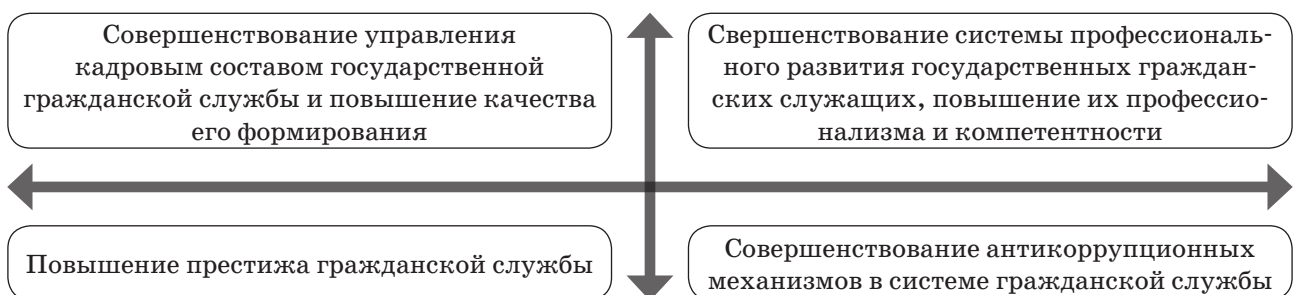 Совершенствование управления
кадровым составом государственной
гражданской службы и повышение качества
его формирования
Свершенствование системы профессиональ-
ного развития государственных граждан-
ских служащих, повышение их профессио-
нализма и компетентности
Повышение престижа гражданской службы
Совершенствование антикоррупционных
механизмов в системе гражданской службы